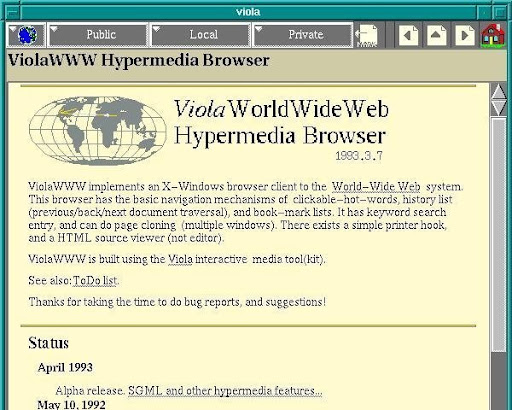 viola
Public
Local
Private
ViolaWWW Hypermedia Browser
Viola WorldWideWeb
Hypermedia Browser
1993.3.7
ViolaWWW implements an X-Windows browser client to the World-Wide Web system.
This browser has the basic navigation mechanisms of clickable-hot-words, history list
(previous/back/next document traversal), and book-mark lists. It has keyword search
entry, and can do page cloning (multiple windows). There exists a simple printer hook,
and a HTML source viewer (not editor).
ViolaWWW is built using the Viola interactive media tool(kit).
See also: ToDo list.
Thanks for taking the time to do bug reports, and suggestions!
Status
April 1993
Alpha release. SGML and other hypermedia features...
May 10, 1992